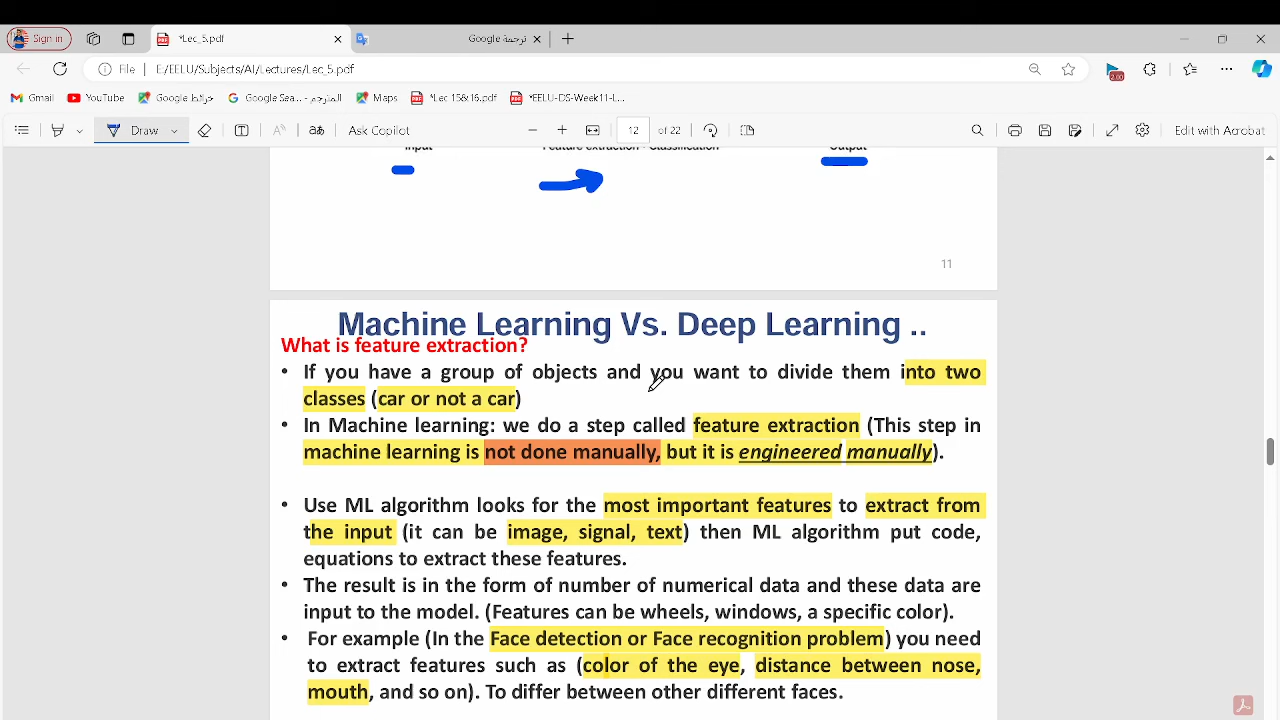 Sign in
*Lec_5.pdf
Google ترجمة
File
E:/EELU/Subjects/AI/Lectures/Lec_5.pdf
3.00
Gmail
YouTube
Maps
*Lec 15&16.pdf
*EELU-DS-Week11-L...
Draw
Ask Copilot
12
of 22
Edit with Acrobat
Input
Feature extraction + Classification
Output
11
Machine Learning Vs. Deep Learning ..
What is feature extraction?
• If you have a group of objects and you want to divide them into two
classes (car or not a car)
• In Machine learning: we do a step called feature extraction (This step in
machine learning is not done manually, but it is engineered manually).
• Use ML algorithm looks for the most important features to extract from
the input (it can be image, signal, text) then ML algorithm put code,
equations to extract these features.
• The result is in the form of number of numerical data and these data are
input to the model. (Features can be wheels, windows, a specific color).
• For example (In the Face detection or Face recognition problem) you need
to extract features such as (color of the eye, distance between nose,
mouth, and so on). To differ between other different faces.